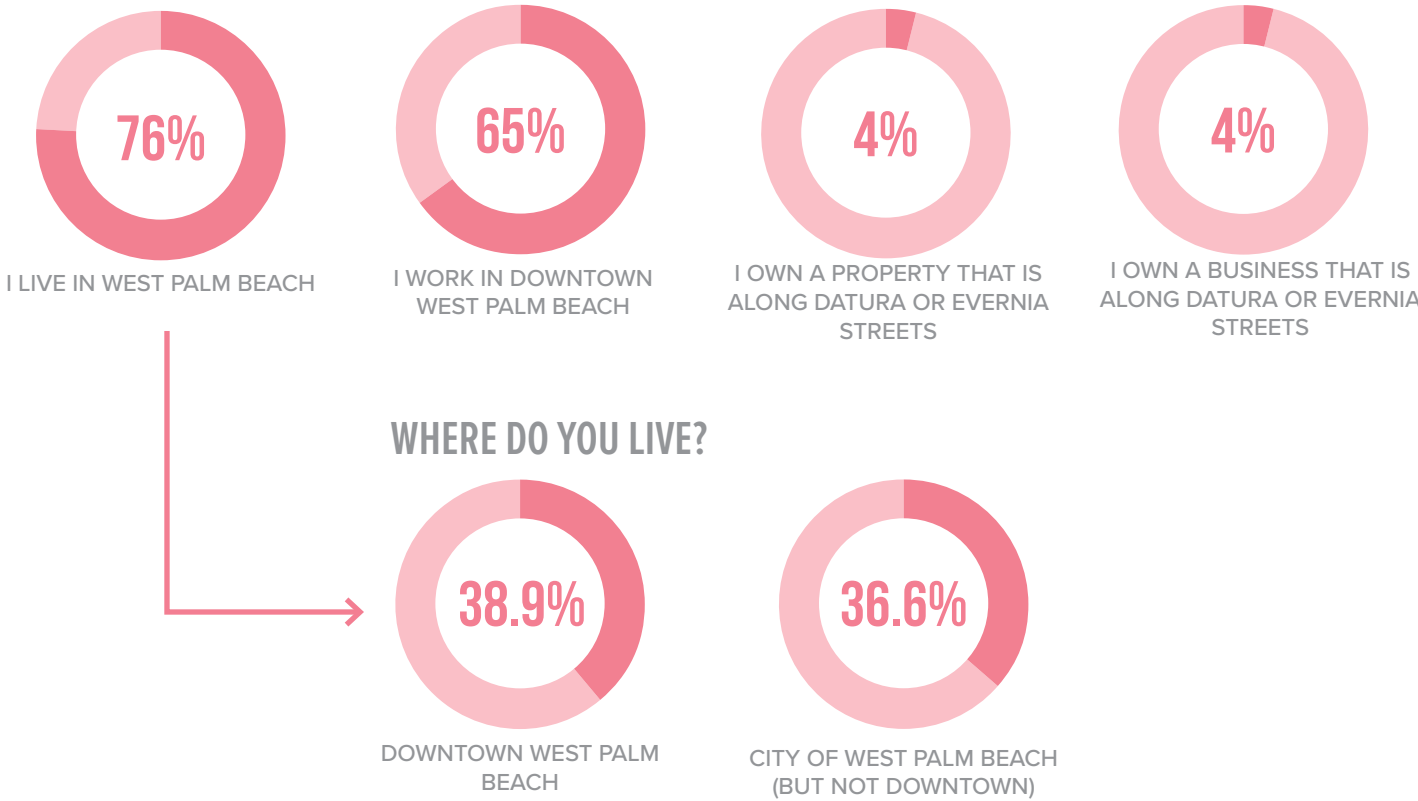 76%
I LIVE IN WEST PALM BEACH
65%
I WORK IN DOWNTOWN
WEST PALM BEACH
4%
I OWN A PROPERTY THAT IS
ALONG DATURA OR EVERNIA
STREETS
4%
I OWN A BUSINESS THAT IS
ALONG DATURA OR EVERNIA
STREETS
WHERE DO YOU LIVE?
38.9%
DOWNTOWN WEST PALM
BEACH
36.6%
CITY OF WEST PALM BEACH
(BUT NOT DOWNTOWN)